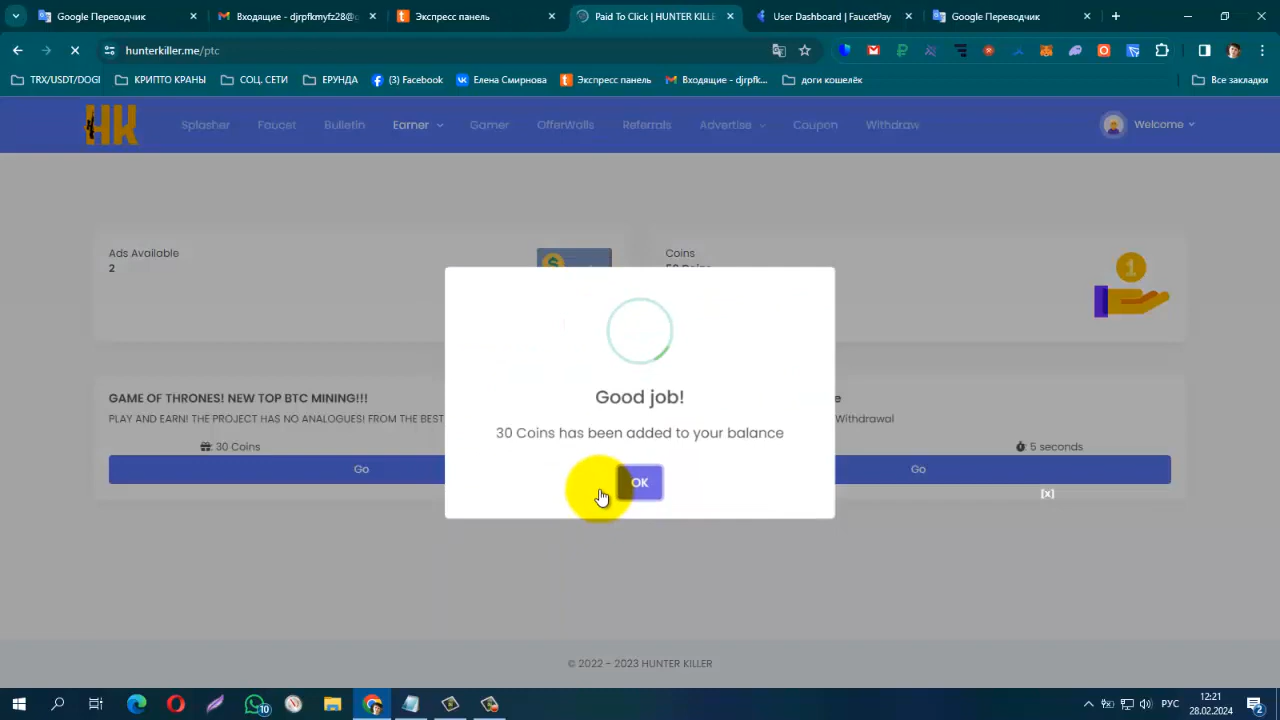 Google Переводчик
Входящие - djrpfkmyfz28@
Экспресс панель
Paid To Click | HUNTER KILL
User Dashboard | FaucetPay
Google Переводчик
hunterkiller.me/ptc
TRX/USDT/DOGI
КРИПТО КРАНЫ
СОЦ. СЕТИ
ЕРУНДА
(3) Facebook
Елена Смирнова
Экспресс панель
Входящие - djrpfk...
доги кошелёк
Все закладки
HK
Splasher
Faucet
Bulletin
Earner
Gamer
OfferWalls
Referrals
Advertise
Coupon
Withdraw
Welcome
Ads Available
2
Coins
GAME OF THRONES! NEW TOP BTC MINING!!!
PLAY AND EARN! THE PROJECT HAS NO ANALOGUES! FROM THE BEST
30 Coins
Go
Withdrawal
5 seconds
Go
[x]
Good job!
30 Coins has been added to your balance
OK
© 2022 - 2023 HUNTER KILLER
10
РУС
12:21
28.02.2024
2